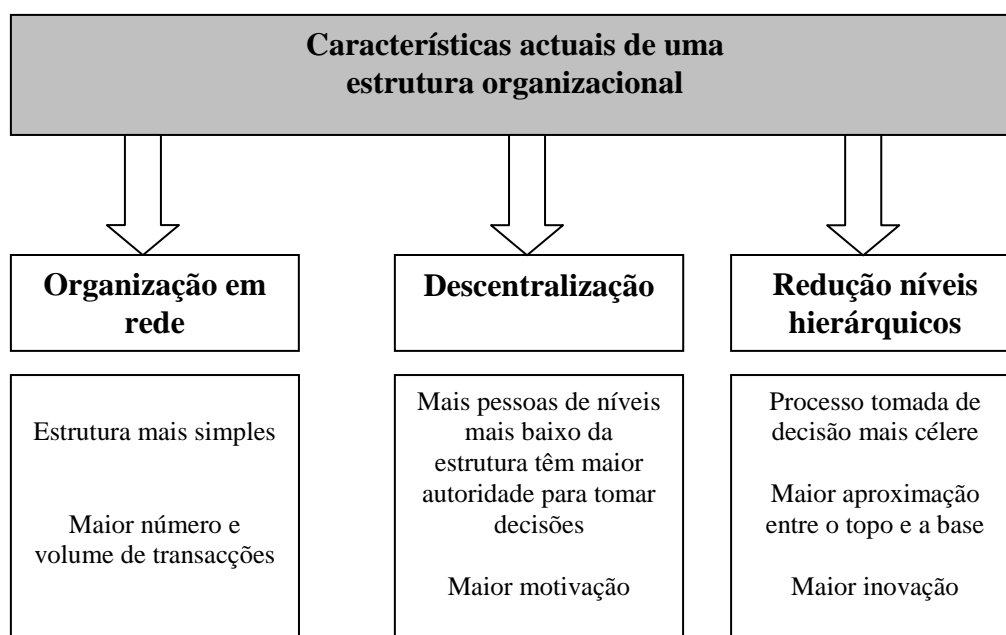 Características actuais de uma
estrutura organizacional
Organização em
rede
Descentralização
Redução níveis
hierárquicos
Estrutura mais simples
Maior número e
volume de transacções
Mais pessoas de níveis
mais baixo da
estrutura têm maior
autoridade para tomar
decisões
Maior motivação
Processo tomada de
decisão mais célere
Maior aproximação
entre o topo e a base
Maior inovação